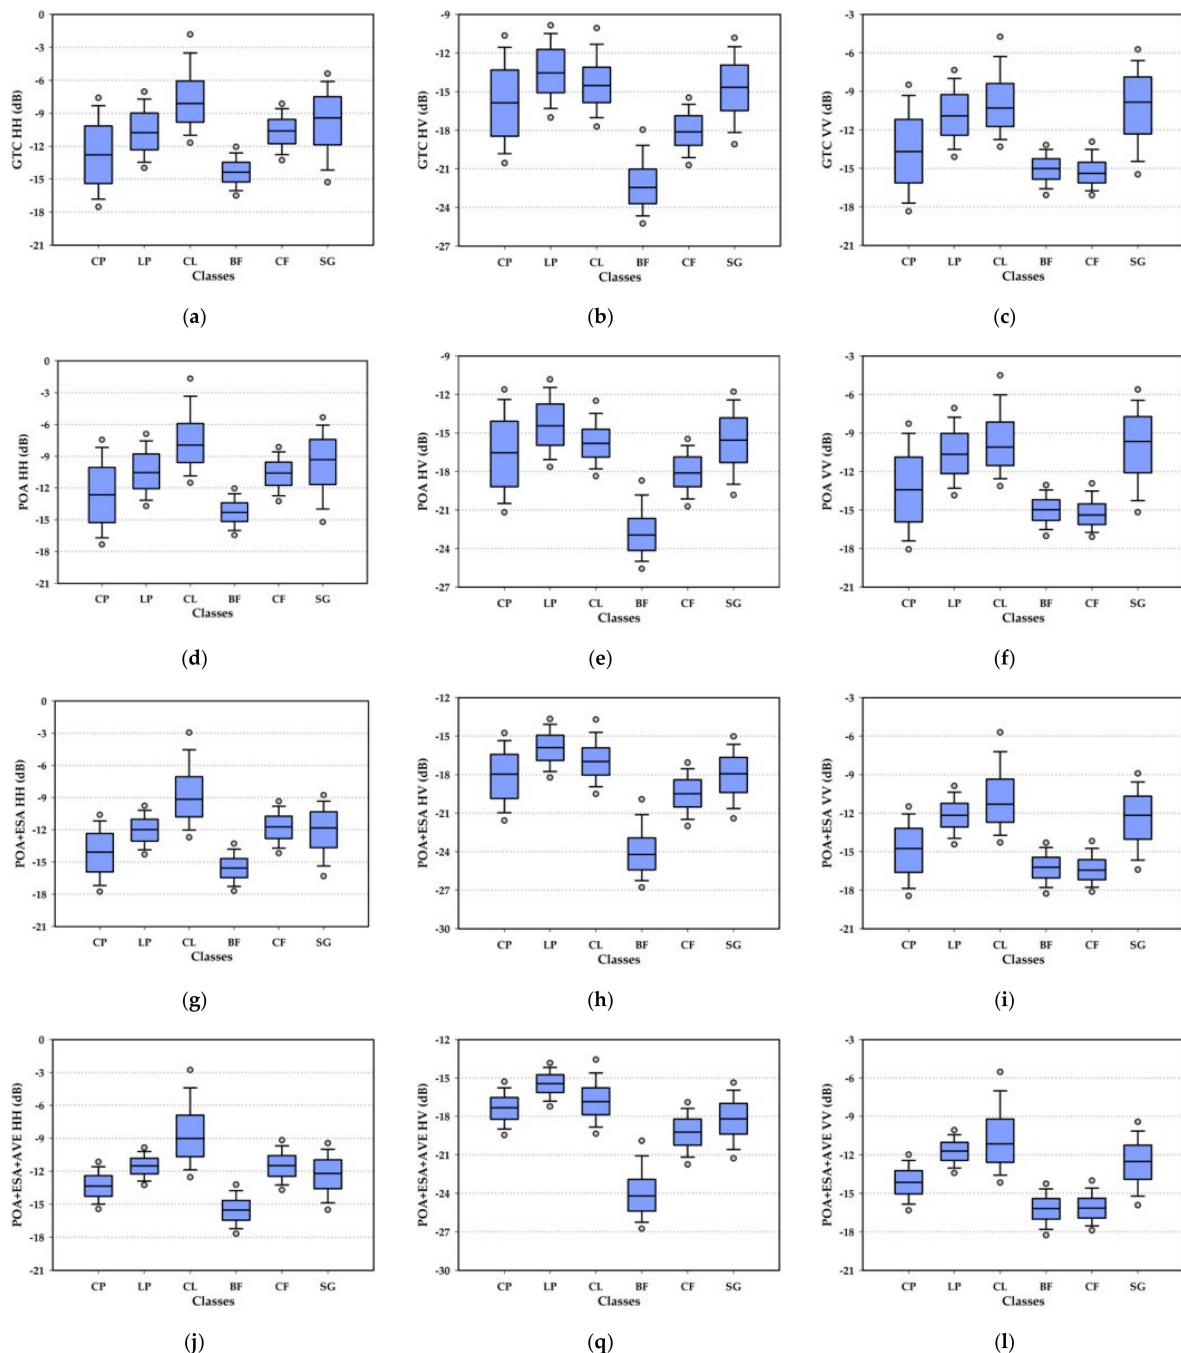 GTC HH (dB)
0
-3
-6
-9
-12
-15
-18
-21
CP LP CL BF CF SG
Classes
(a)
GTC HV (dB)
-9
-12
-15
-18
-21
-24
-27
CP LP CL BF CF SG
Classes
(b)
GTC VV (dB)
-3
-6
-9
-12
-15
-18
-21
CP LP CL BF CF SG
Classes
(c)
POA HH (dB)
0
-3
-6
-9
-12
-15
-18
-21
CP LP CL BF CF SG
Classes
(d)
POA HV (dB)
-9
-12
-15
-18
-21
-24
-27
CP LP CL BF CF SG
Classes
(e)
POA VV (dB)
-3
-6
-9
-12
-15
-18
-21
CP LP CL BF CF SG
Classes
(f)
POA+ESA HH (dB)
0
-3
-6
-9
-12
-15
-18
-21
CP LP CL BF CF SG
Classes
(g)
POA+ESA HV (dB)
-12
-15
-18
-21
-24
-27
-30
CP LP CL BF CF SG
Classes
(h)
POA+ESA VV (dB)
-3
-6
-9
-12
-15
-18
-21
CP LP CL BF CF SG
Classes
(i)
POA+ESA+AVE HH (dB)
0
-3
-6
-9
-12
-15
-18
-21
CP LP CL BF CF SG
Classes
(j)
POA+ESA+AVE HV (dB)
-12
-15
-18
-21
-24
-27
-30
CP LP CL BF CF SG
Classes
(q)
POA+ESA+AVE VV (dB)
-3
-6
-9
-12
-15
-18
-21
CP LP CL BF CF SG
Classes
(l)